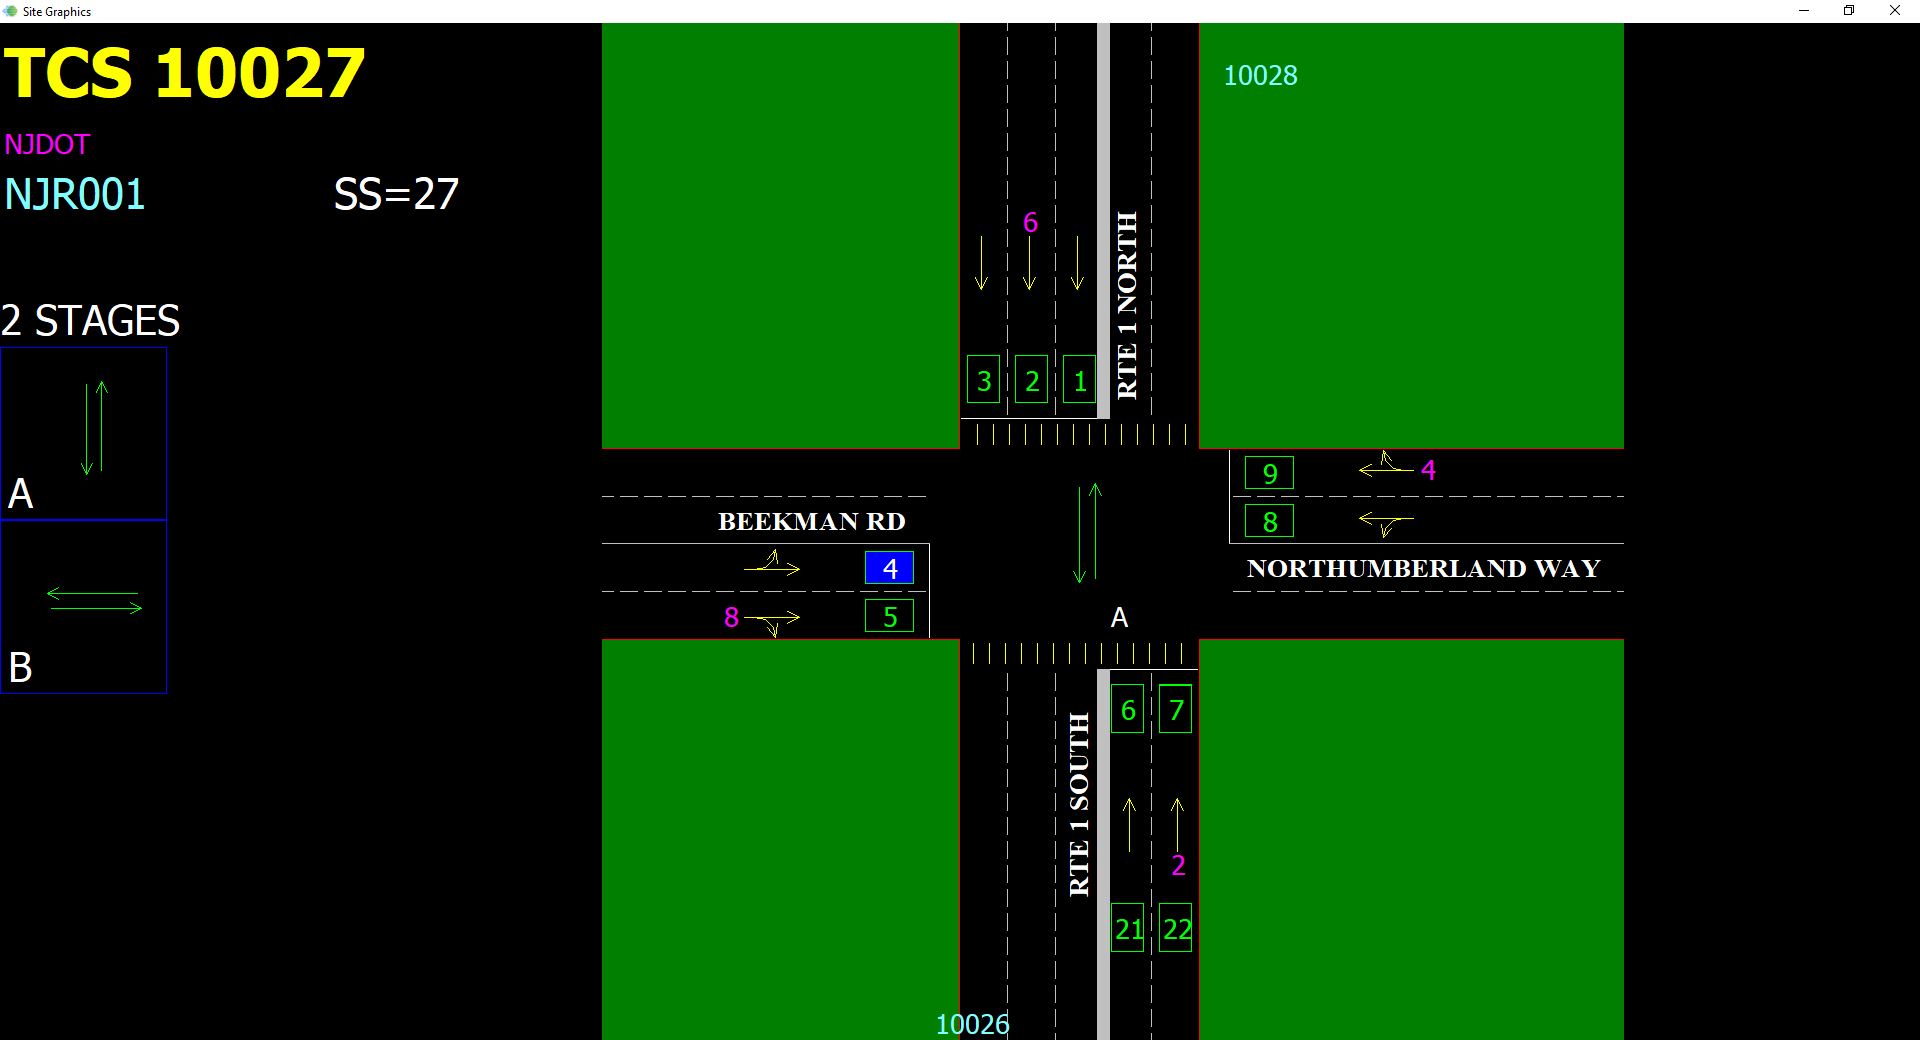 Site Graphics
TCS 10027
NJDOT
NJR001 SS=27
2 STAGES
A
B
10028
6
RTE 1 NORTH
3 2 1
9 4
8
BEEKMAN RD
NORTHUMBERLAND WAY
4
8 5
A
6 7
RTE 1 SOUTH
2
21 22
10026